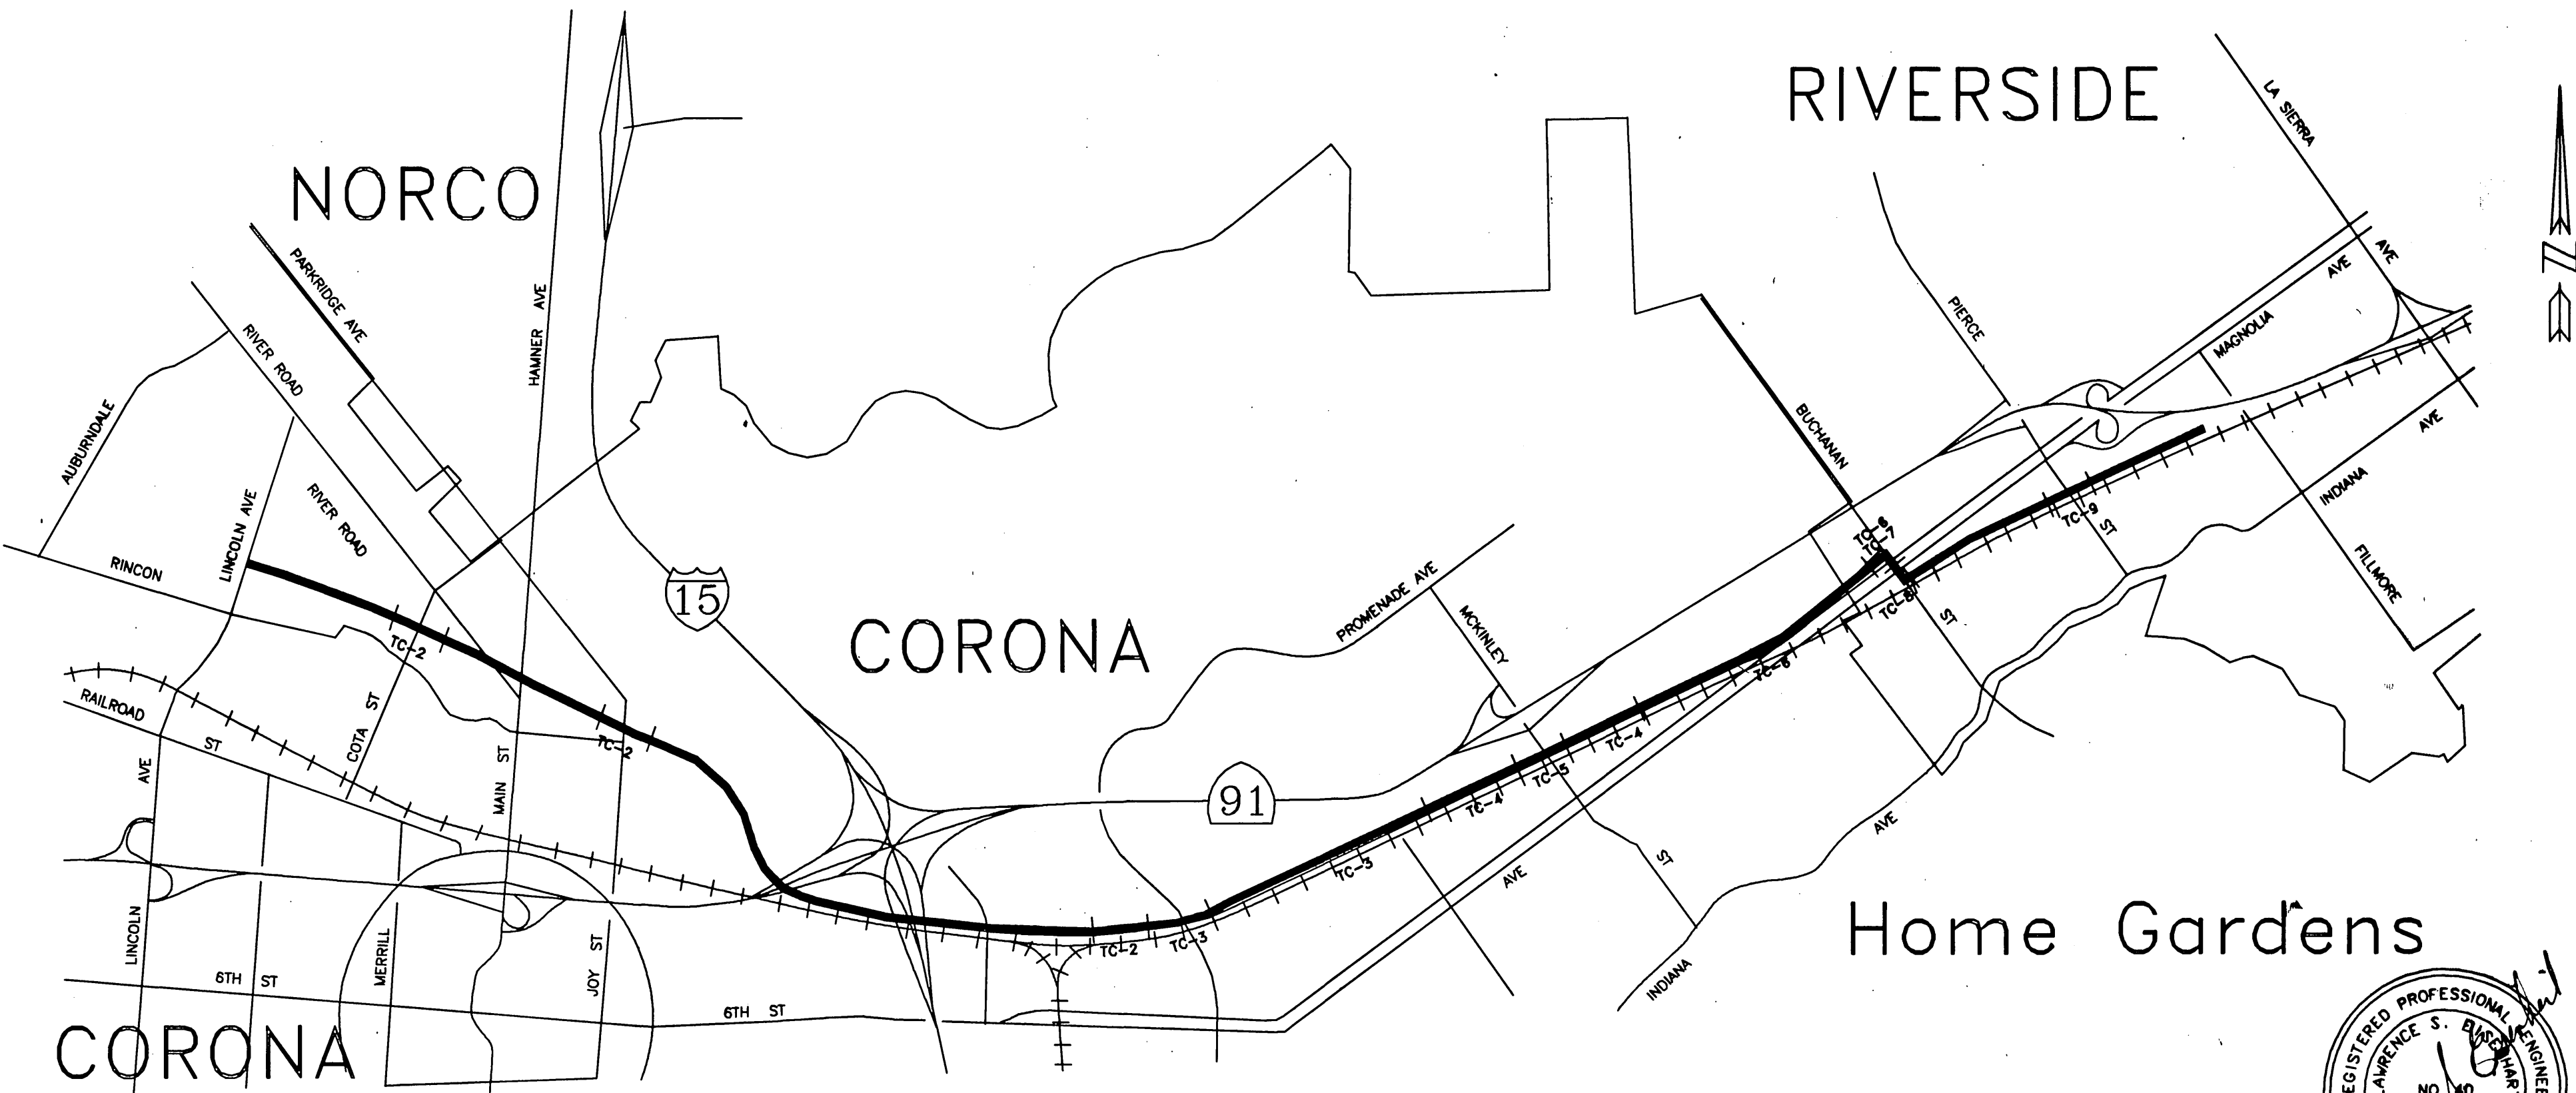 RIVERSIDE
LA SIERRA
AVE
NORCO
PARKRIDGE AVE
RIVER ROAD
HAMNER AVE
AUBURNDALE
LINCOLN AVE
RIVER ROAD
RINCON
PIERCE
ST
MAGNOLIA
AVE
N
BUCHANAN
ST
INDIANA
AVE
FILLMORE
15
CORONA
PROMENADE AVE
MCKINLEY
ST
TC-6
TC-7
TC-8
TC-9
TC-2
TC-2
RAILROAD
ST
COTA ST
MAIN ST
AVE
LINCOLN
91
TC-6
TC-4
TC-5
TC-4
TC-3
TC-3
TC-2
AVE
AVE
INDIANA
Home Gardens
MERRILL
JOY ST
6TH ST
6TH ST
CORONA
REGISTERED PROFESSIONAL ENGINEE
LAWRENCE S.
NO